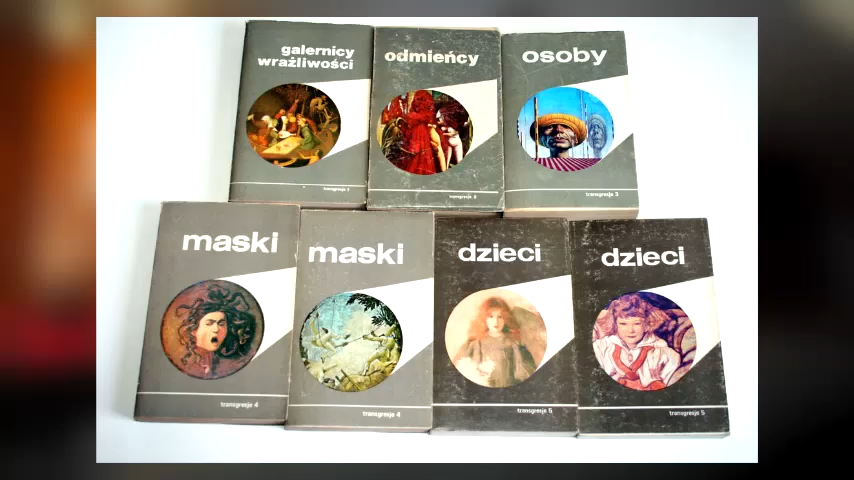 galernicy
wrażliwości
transgresje 1
odmieńcy
transgresje 2
osoby
transgresje 3
maski
transgresje 4
maski
transgresje 4
dzieci
transgresje 5
dzieci
transgresje 5